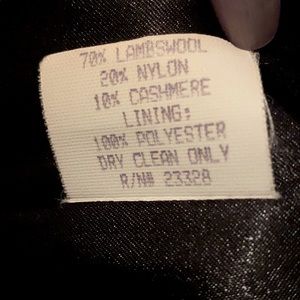 70% LAMBSWOOL
20% NYLON
10% CASHMERE
LINING:
100% POLYESTER
DRY CLEAN ONLY
R/N# 23328